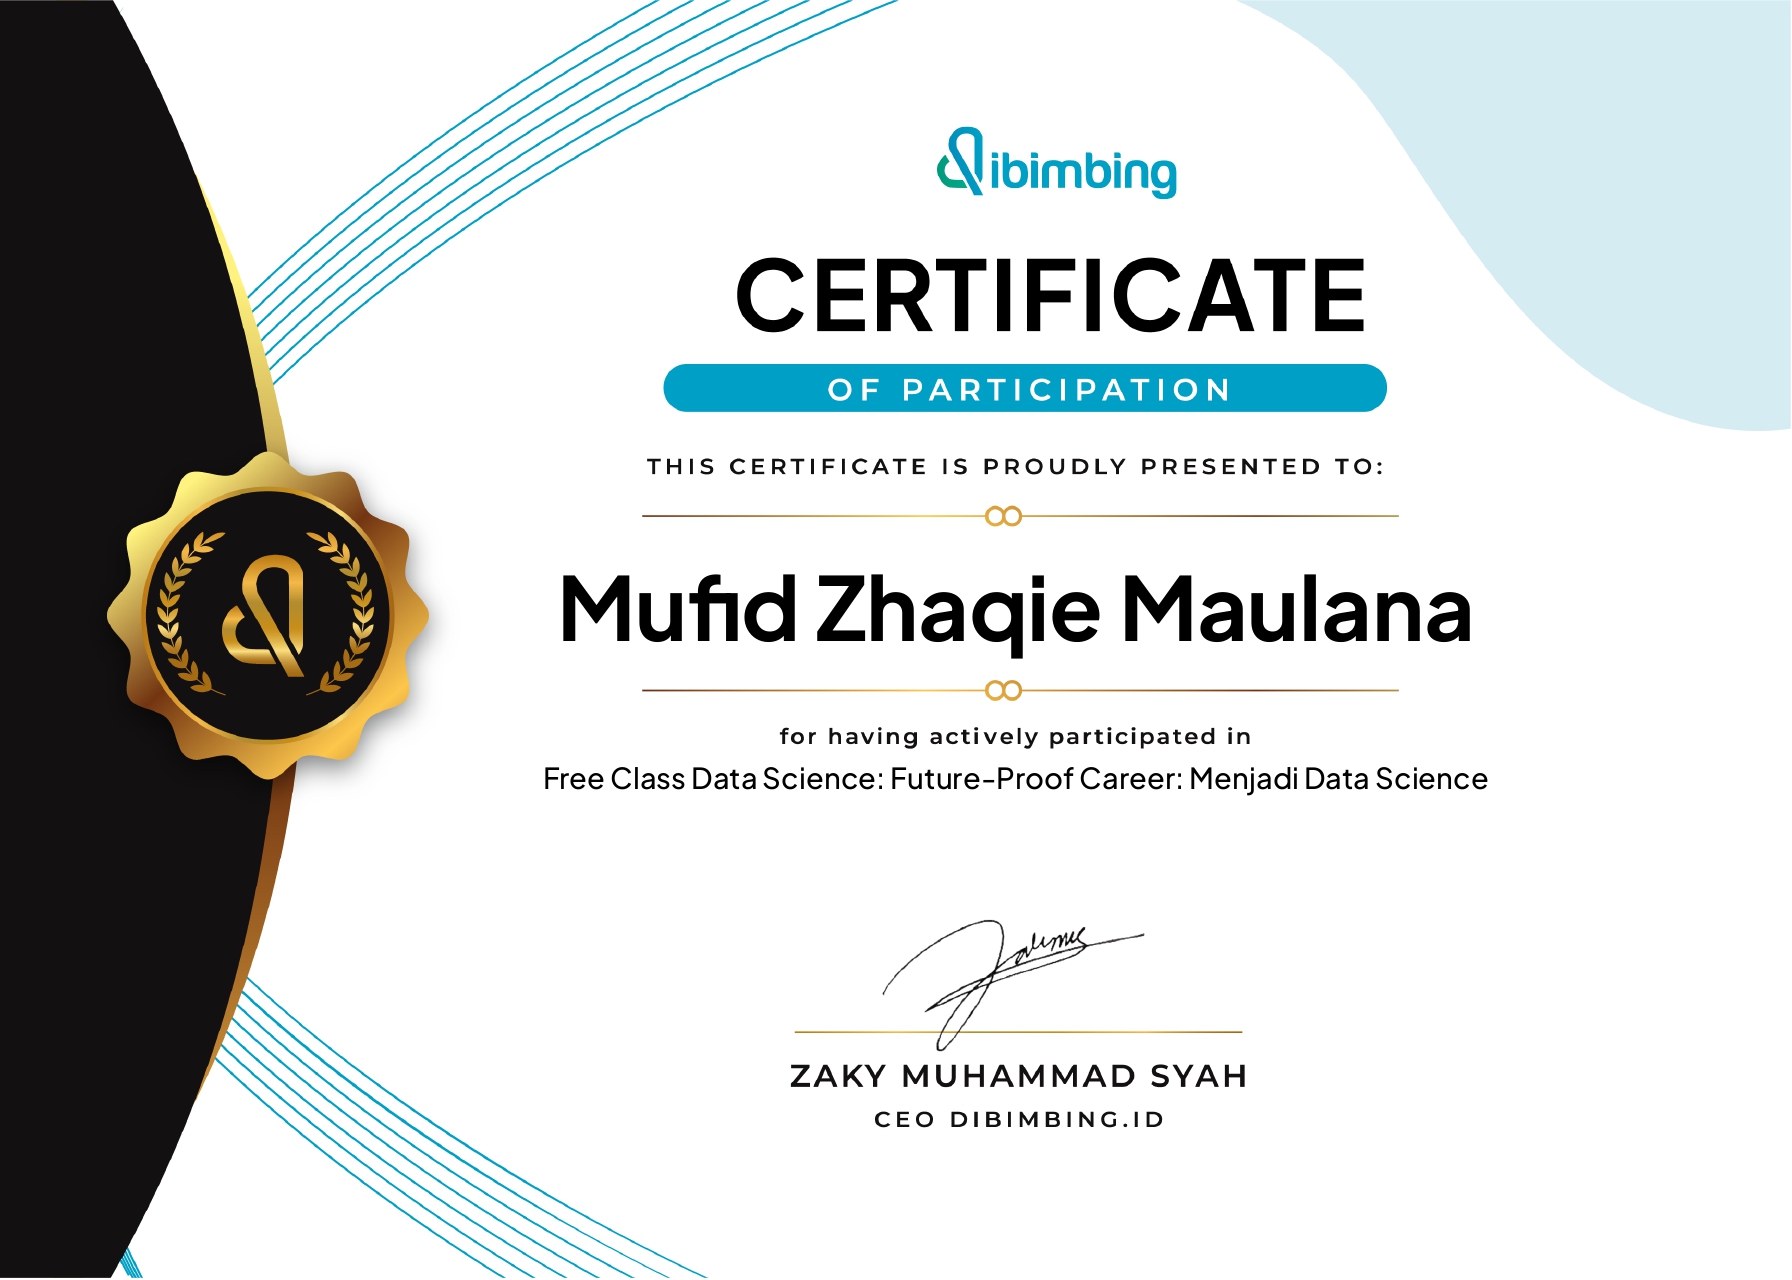 dibimbing
CERTIFICATE
OF PARTICIPATION
THIS CERTIFICATE IS PROUDLY PRESENTED TO:
Mufid Zhaqie Maulana
for having actively participated in
Free Class Data Science: Future-Proof Career: Menjadi Data Science
ZAKY MUHAMMAD SYAH
CEO DIBIMBING.ID